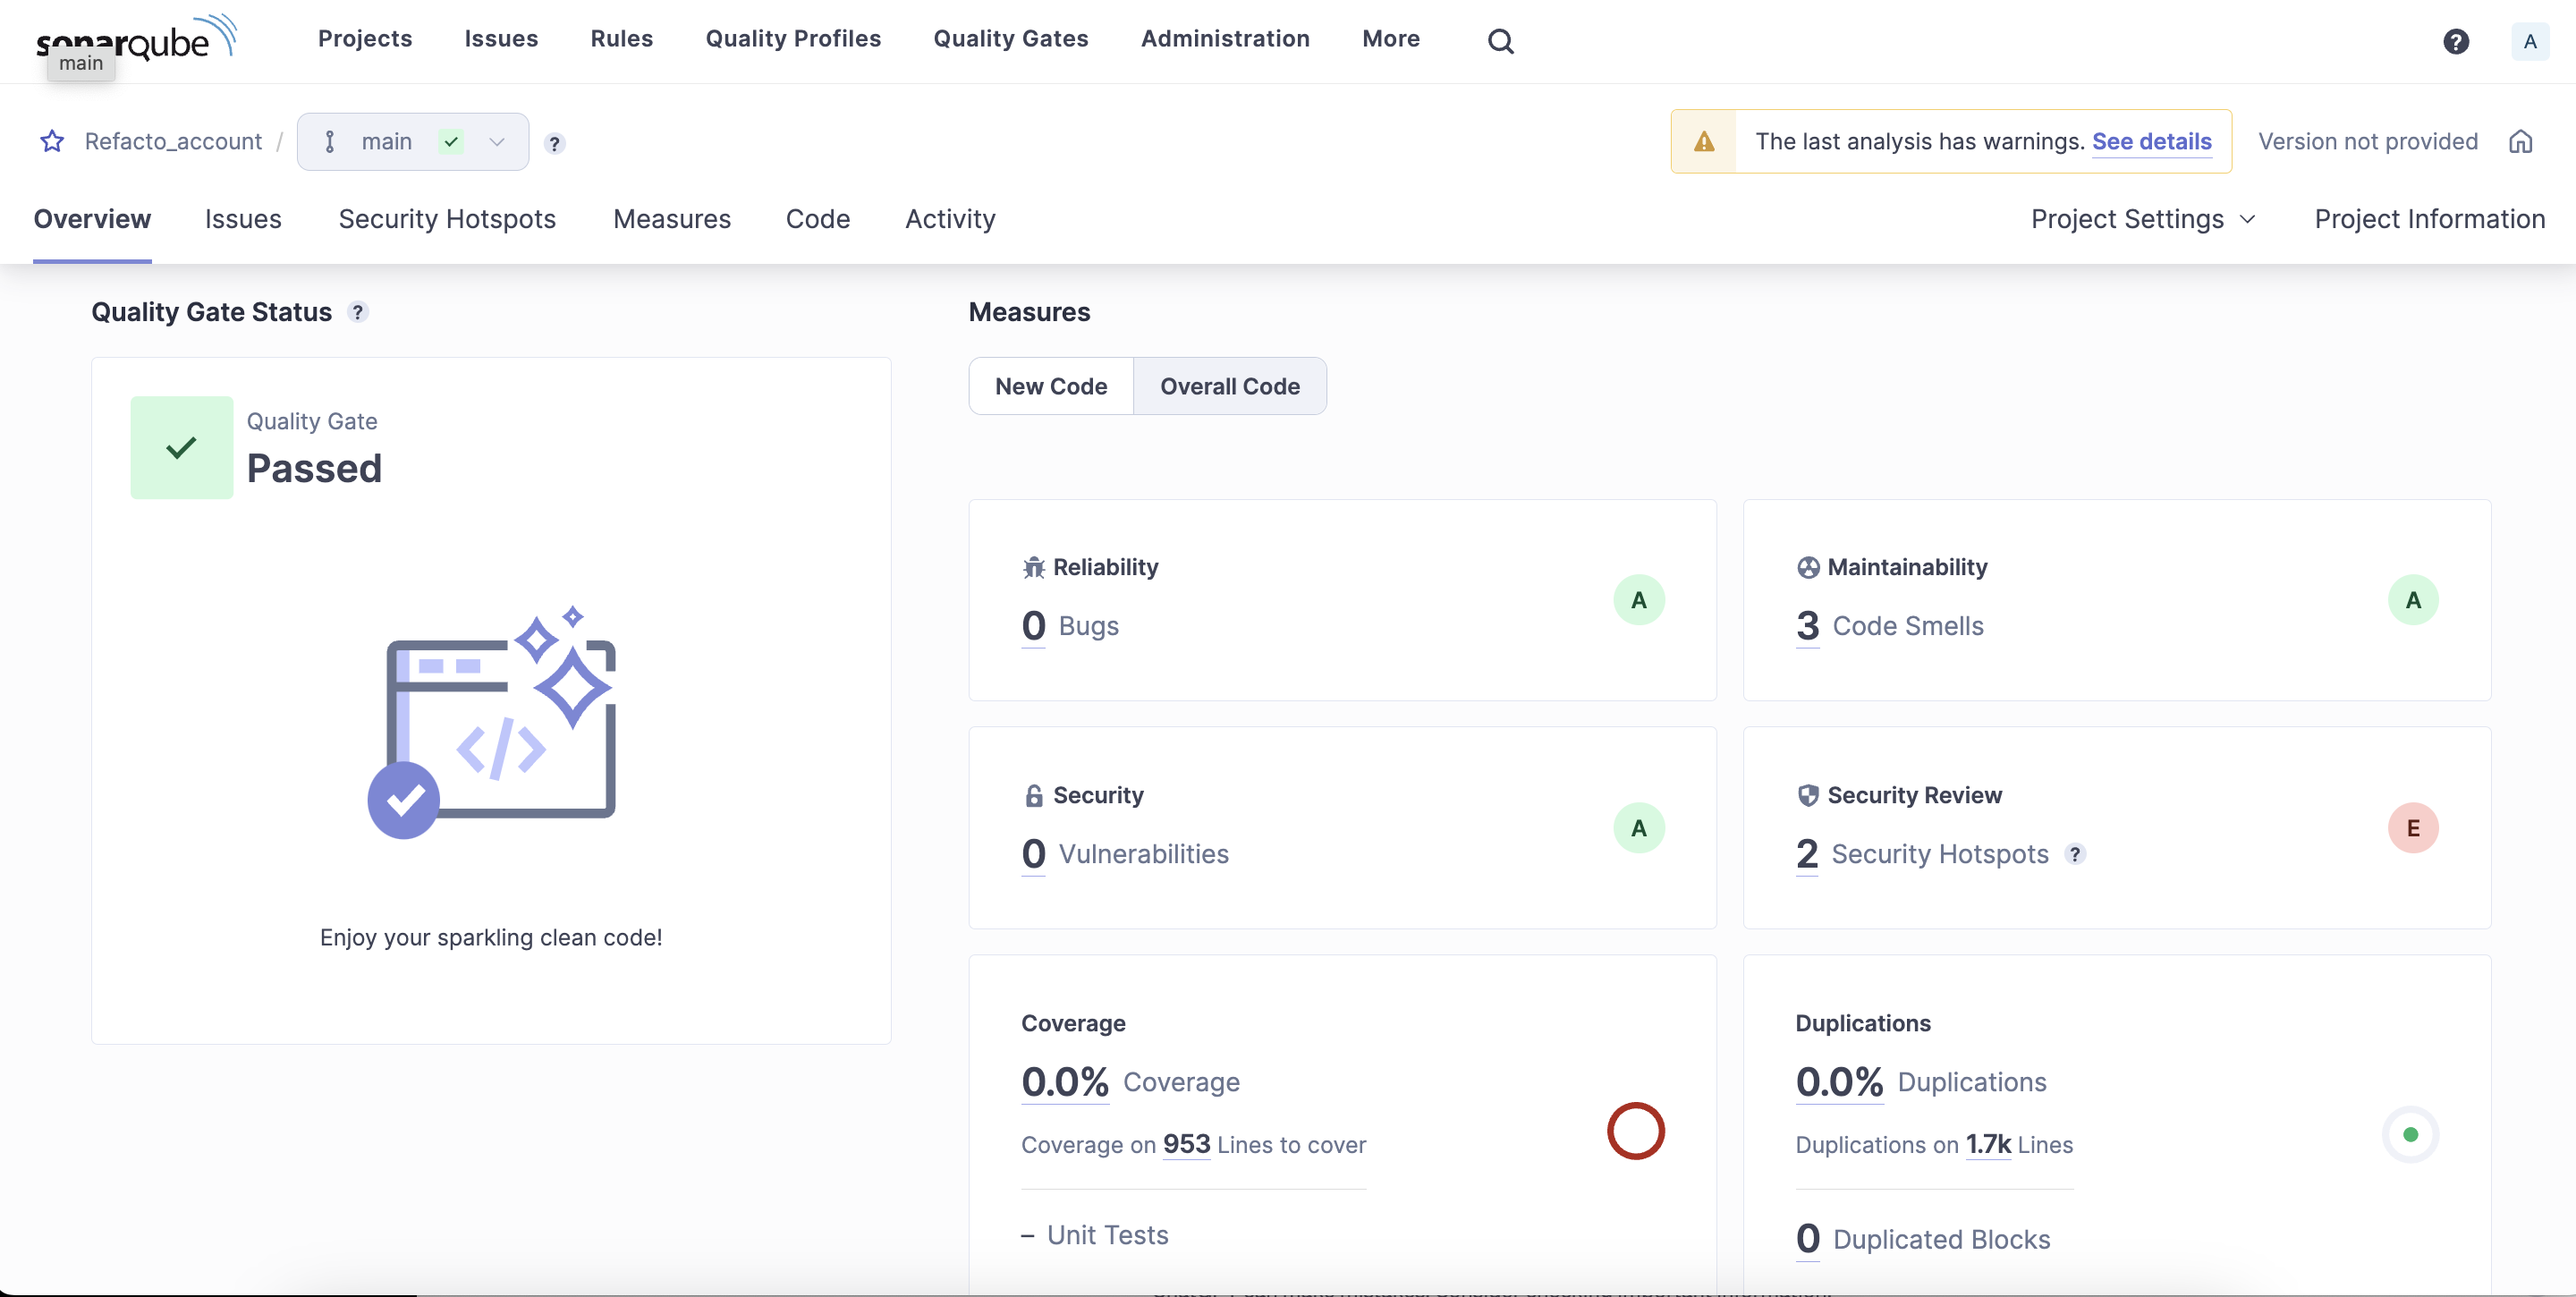 sonarqube
main
Projects Issues Rules Quality Profiles Quality Gates Administration More
? A
Refacto_account / main ?
The last analysis has warnings. See details
Version not provided
Overview Issues Security Hotspots Measures Code Activity
Project Settings Project Information
Quality Gate Status ?
Quality Gate
Passed
</>
Enjoy your sparkling clean code!
Measures
New Code Overall Code
Reliability
0 Bugs
A
Maintainability
3 Code Smells
A
Security
0 Vulnerabilities
A
Security Review
2 Security Hotspots ?
E
Coverage
0.0% Coverage
Coverage on 953 Lines to cover
– Unit Tests
Duplications
0.0% Duplications
Duplications on 1.7k Lines
0 Duplicated Blocks